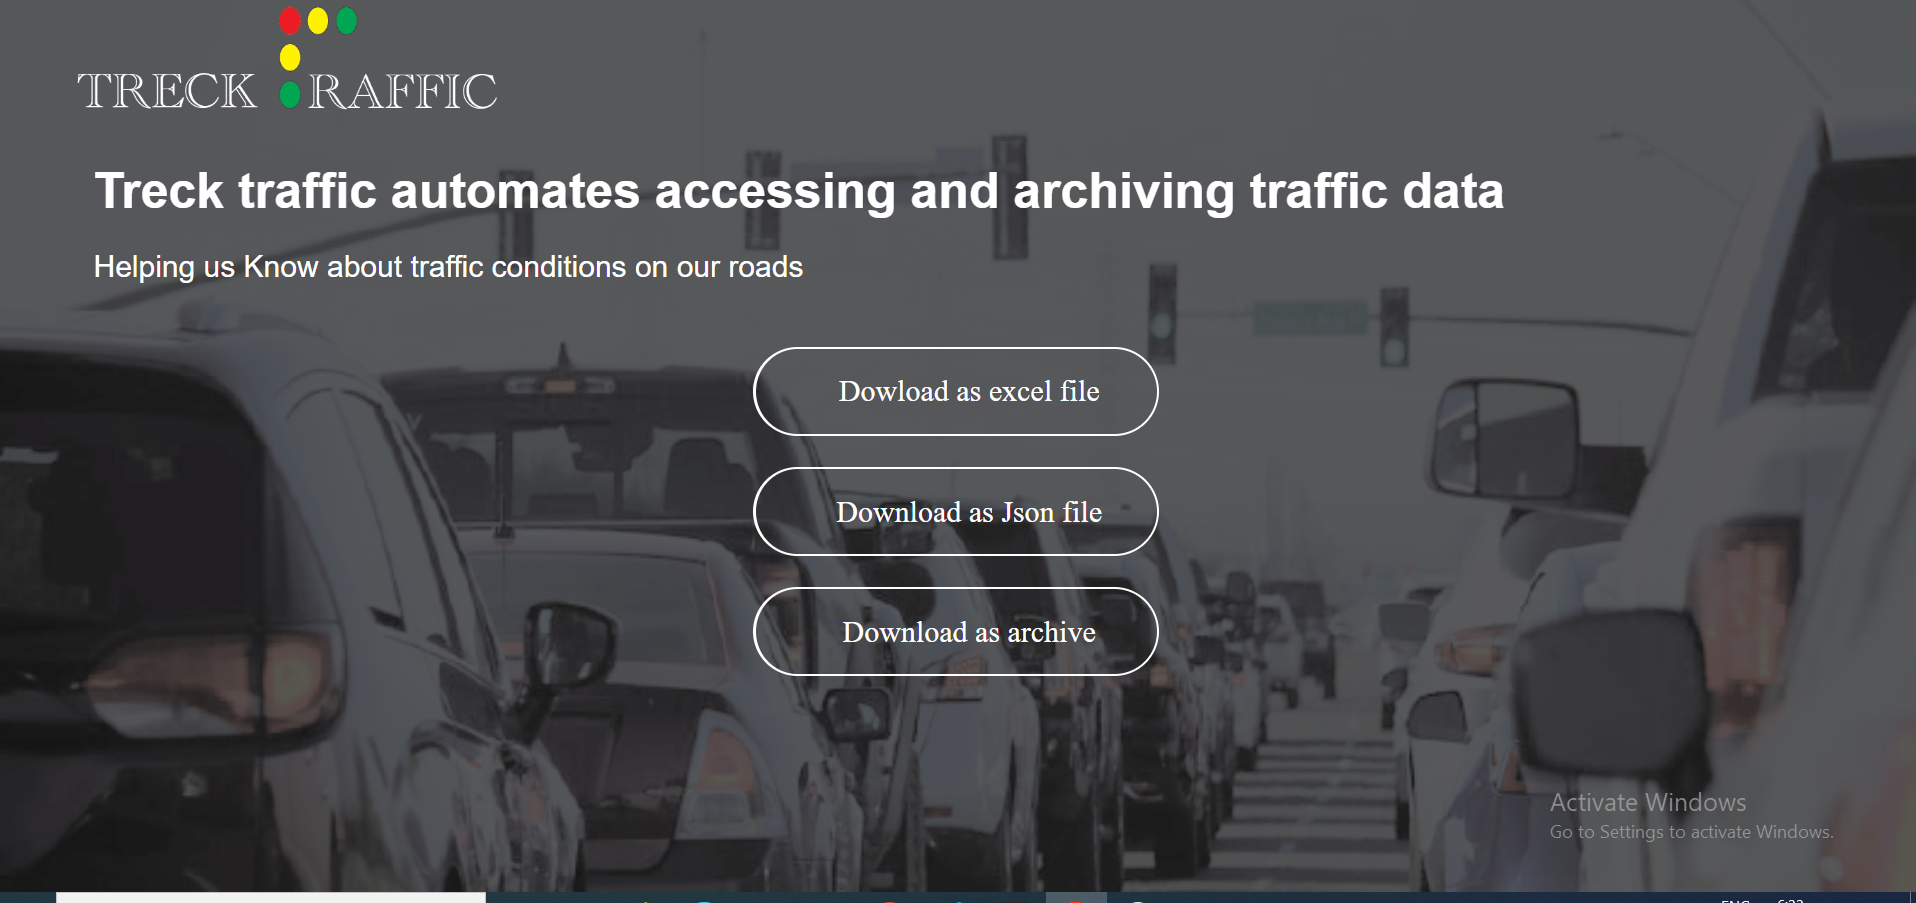 TRECK RAFFIC
Treck traffic automates accessing and archiving traffic data
Helping us Know about traffic conditions on our roads
Dowload as excel file
Download as Json file
Download as archive
Activate Windows
Go to Settings to activate Windows.